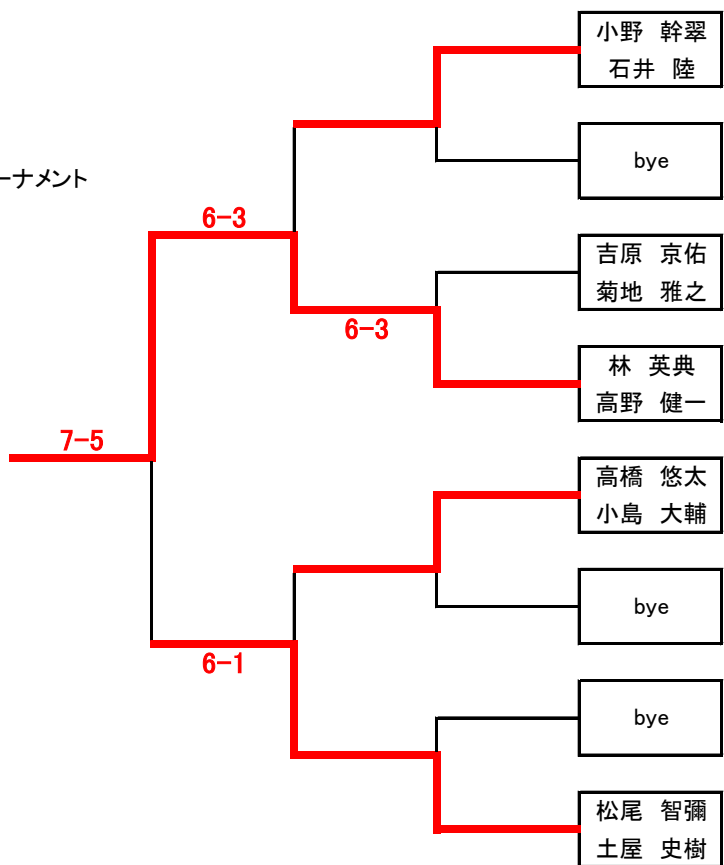 小野 幹翠
石井 陸
bye
ーナメント
6-3
吉原 京佑
菊地 雅之
6-3
林 英典
高野 健一
7-5
高橋 悠太
小島 大輔
bye
6-1
bye
松尾 智彌
土屋 史樹